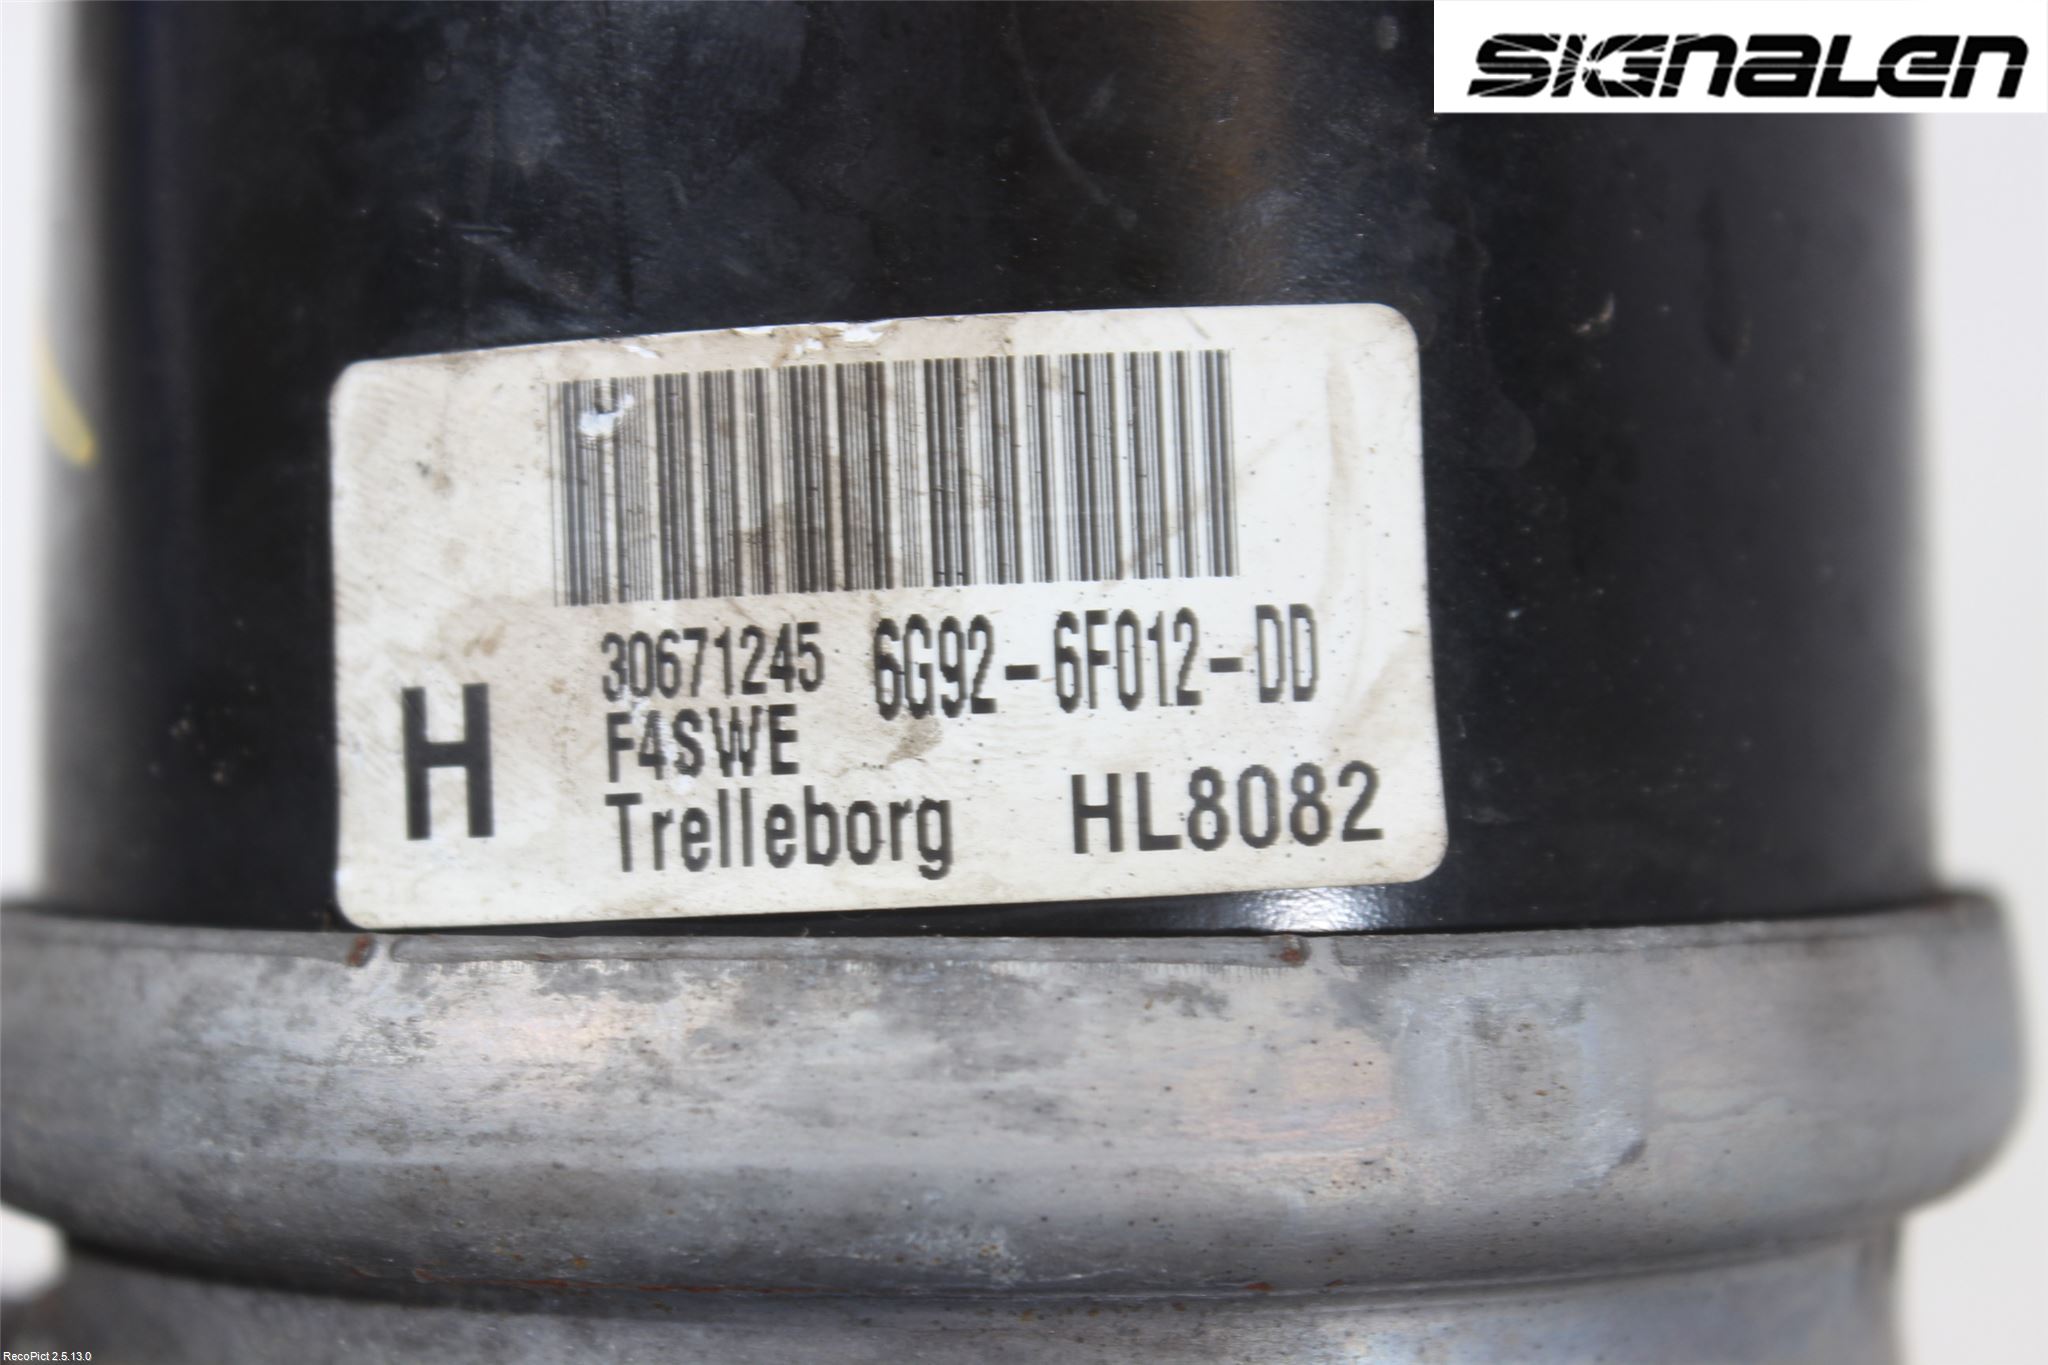 SIGNALEN
30671245 6G92-6F012-DD
H F4SWE
Trelleborg HL8082
RecoPict 2.5.13.0